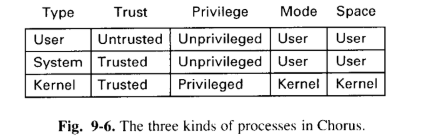 Type Trust Privilege Mode Space
User Untrusted Unprivileged User User
System Trusted Unprivileged User User
Kernel Trusted Privileged Kernel Kernel
Fig. 9-6. The three kinds of processes in Chorus.